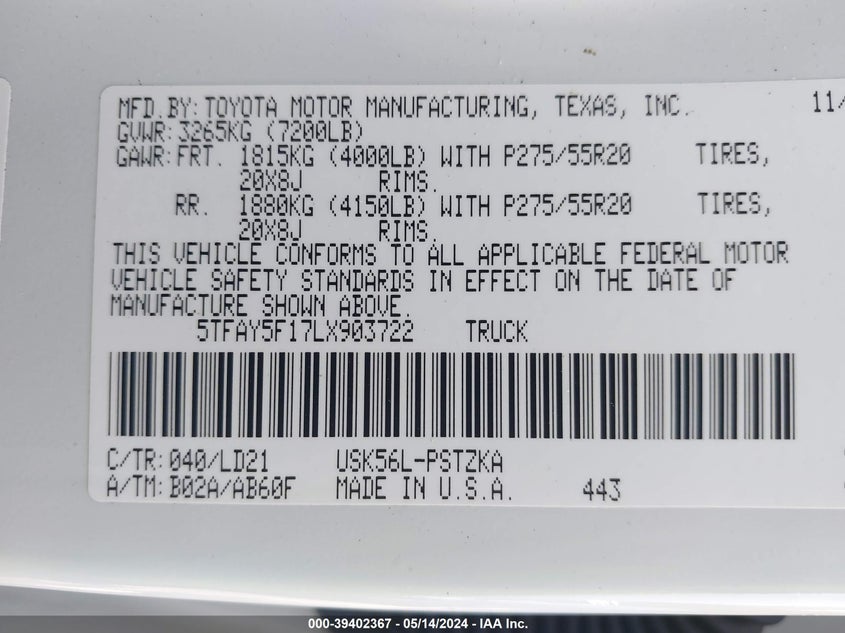 MFD.BY:TOYOTA MOTOR MANUFACTURING, TEXAS, INC. 11/
GVWR:3265KG (7200LB)
GAWR:FRT. 1815KG (4000LB) WITH P275/55R20 TIRES,
20X8J RIMS.
RR. 1880KG (4150LB) WITH P275/55R20 TIRES,
20X8J RIMS.
THIS VEHICLE CONFORMS TO ALL APPLICABLE FEDERAL MOTOR
VEHICLE SAFETY STANDARDS IN EFFECT ON THE DATE OF
MANUFACTURE SHOWN ABOVE.
5TFAY5F17LX903722 TRUCK
C/TR:040/LD21 USK56L-PSTZKA
A/TM:B02A/AB60F MADE IN U.S.A. 443
000-39402367 - 05/14/2024 - IAA Inc.